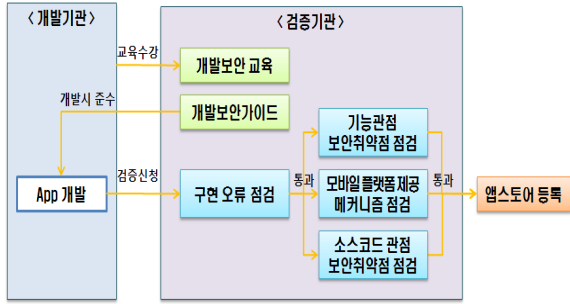 < 개발기관 >
< 검증기관 >
교육수강
개발보안 교육
개발시 준수
개발보안가이드
App 개발
검증신청
구현 오류 점검
통과
기능관점
보안취약점 점검
모바일 플랫폼 제공
메커니즘 점검
소스코드 관점
보안취약점 점검
통과
앱스토어 등록